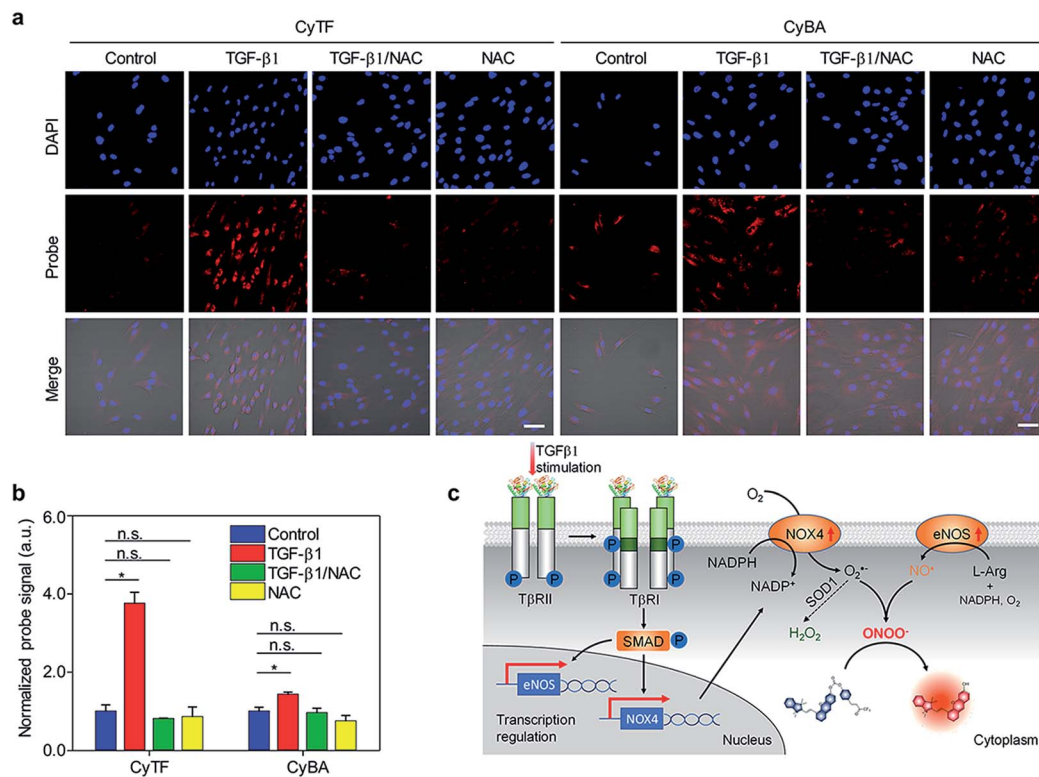 a
CyTF
CyBA
Control
TGF-β1
TGF-β1/NAC
NAC
Control
TGF-β1
TGF-β1/NAC
NAC
DAPI
Probe
Merge
b
Normalized probe signal (a.u.)
6.0
4.0
2.0
0.0
n.s.
n.s.
*
n.s.
n.s.
*
Control
TGF-β1
TGF-β1/NAC
NAC
CyTF
CyBA
c
TGFβ1
stimulation
P
P
TβRII
P
P
P
P
TβRI
SMAD
P
eNOS
NOX4
Transcription
regulation
Nucleus
O₂
NOX4
NADPH
NADP⁺
O₂•⁻
SOD1
H₂O₂
eNOS
NO•
L-Arg
+
NADPH, O₂
ONOO⁻
Cytoplasm